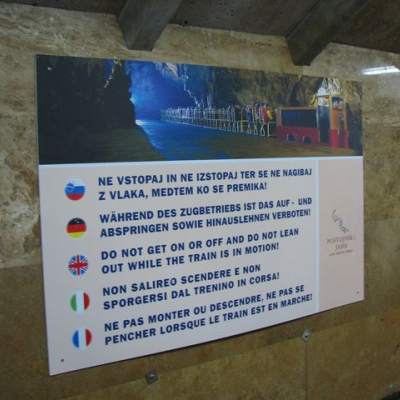 NE VSTOPAJ IN NE IZSTOPAJ TER SE NE NAGIBAJ
Z VLAKA, MEDTEM KO SE PREMIKA!
WÄHREND DES ZUGBETRIEBS IST DAS AUF - UND
ABSPRINGEN SOWIE HINAUSLEHNEN VERBOTEN!
DO NOT GET ON OR OFF AND DO NOT LEAN
OUT WHILE THE TRAIN IS IN MOTION!
NON SALIREO SCENDERE E NON
SPORGERSI DAL TRENINO IN CORSA!
NE PAS MONTER OU DESCENDRE, NE PAS SE
PENCHER LORSQUE LE TRAIN EST EN MARCHE!
POSTOJNSKA
JAMA